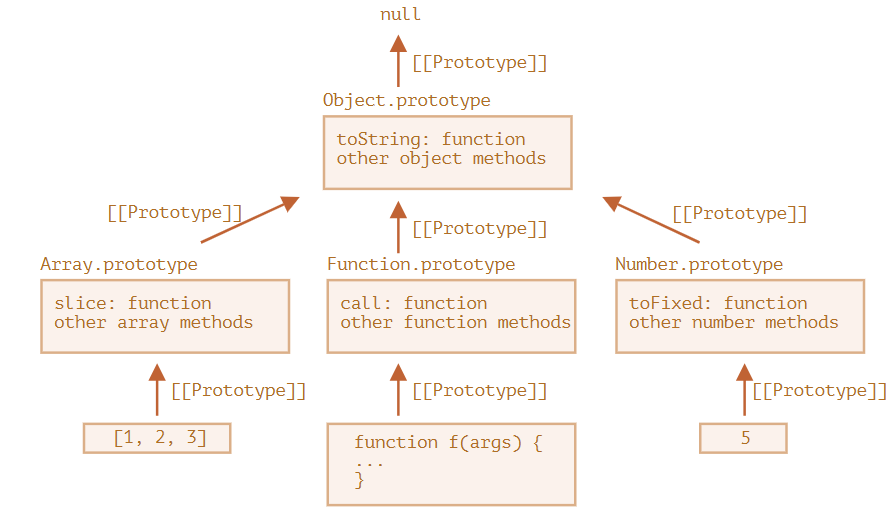 null
[[Prototype]]
Object.prototype
toString: function
other object methods
[[Prototype]]
[[Prototype]]
[[Prototype]]
Array.prototype
slice: function
other array methods
Function.prototype
call: function
other function methods
Number.prototype
toFixed: function
other number methods
[[Prototype]]
[[Prototype]]
[[Prototype]]
[1, 2, 3]
function f(args) {
...
}
5